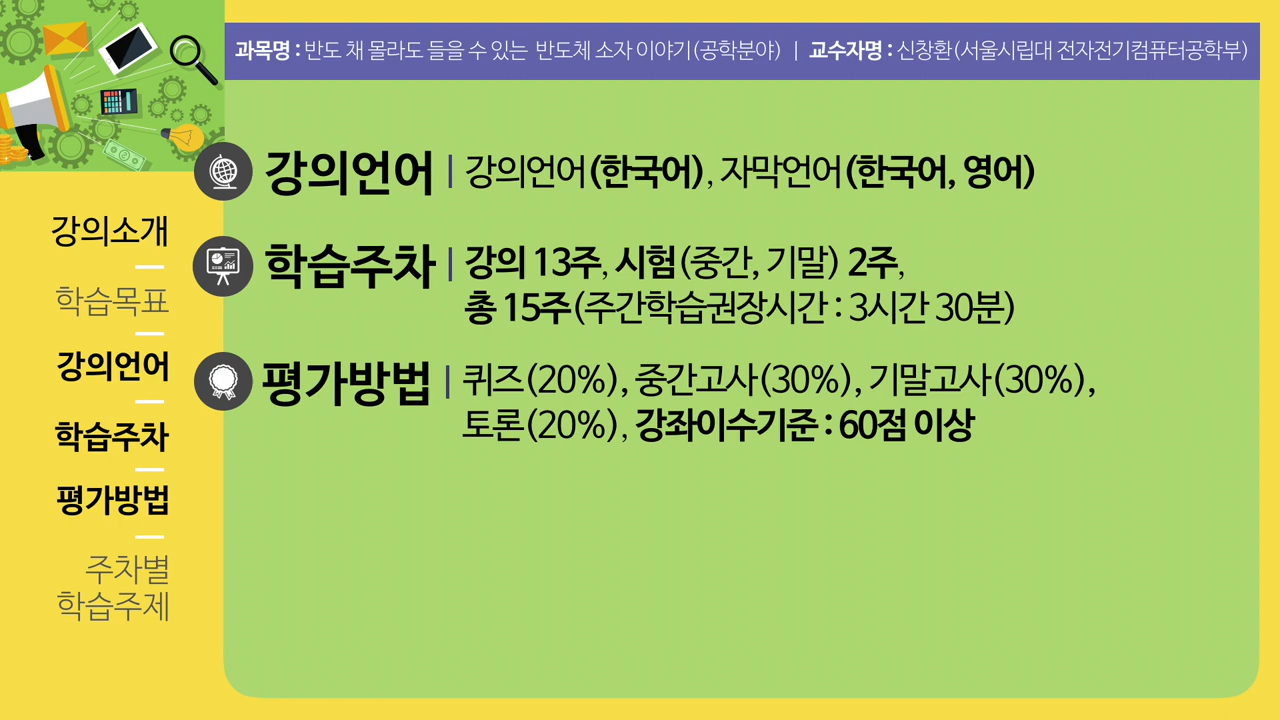 과목명 : 반도 채 몰라도 들을 수 있는 반도체 소자 이야기(공학분야) | 교수자명 : 신창환(서울시립대 전자전기컴퓨터공학부)
강의소개
학습목표
강의언어
학습주차
평가방법
주차별
학습주제
강의언어 | 강의언어(한국어), 자막언어(한국어, 영어)
학습주차 | 강의 13주, 시험(중간, 기말) 2주,
총 15주(주간학습권장시간 : 3시간 30분)
평가방법 | 퀴즈(20%), 중간고사(30%), 기말고사(30%),
토론(20%), 강좌이수기준 : 60점 이상